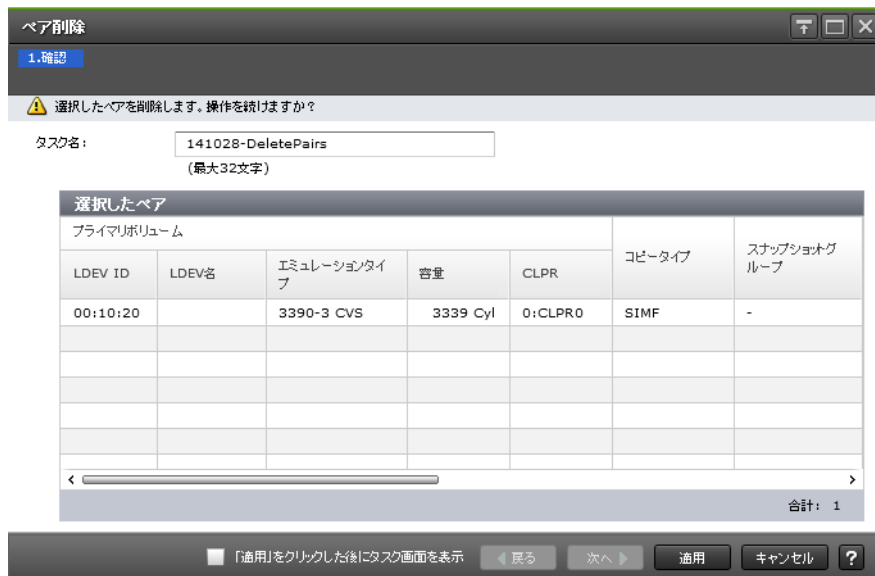 ペア削除
1.確認
選択したペアを削除します。操作を続けますか？
タスク名：
141028-DeletePairs
(最大32文字)
選択したペア
プライマリボリューム
コピータイプ
スナップショットグ
ループ
LDEV ID
LDEV名
エミュレーションタイ
プ
容量
CLPR
00:10:20
3390-3 CVS
3339 Cyl
0:CLPR0
SIMF
-
合計: 1
「適用」をクリックした後にタスク画面を表示
戻る
次へ
適用
キャンセル
?